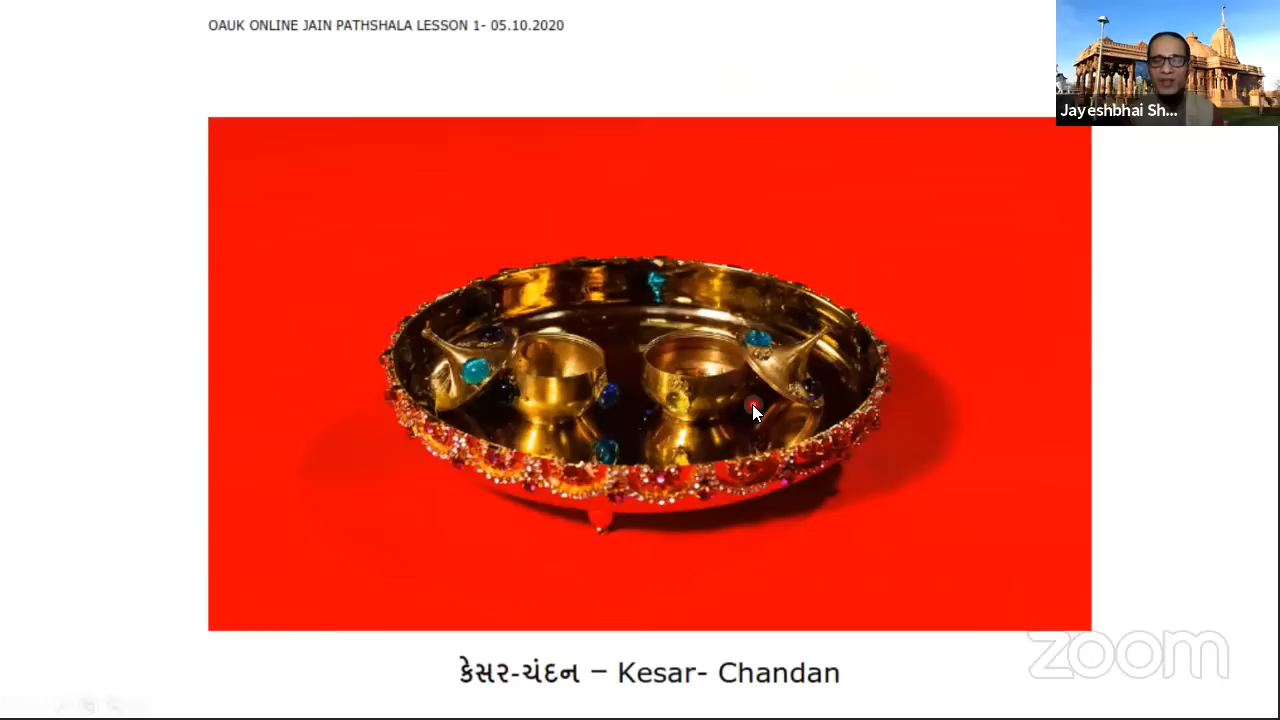 OAUK ONLINE JAIN PATHSHALA LESSON 1- 05.10.2020
Jayeshbhai Sh...
કેસર-ચંદન – Kesar- Chandan
zoom